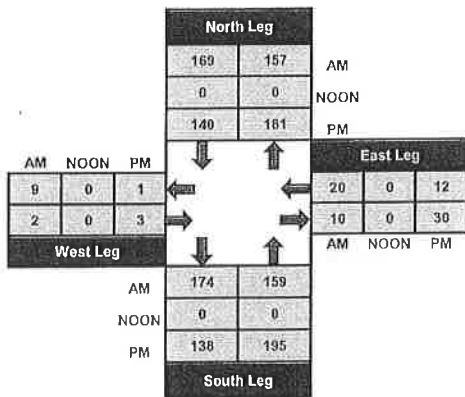 North Leg
169 157 AM
0 0 NOON
140 181 PM
AM NOON PM
9 0 1
2 0 3
West Leg
East Leg
20 0 12
10 0 30
AM NOON PM
AM 174 159
NOON 0 0
PM 138 195
South Leg